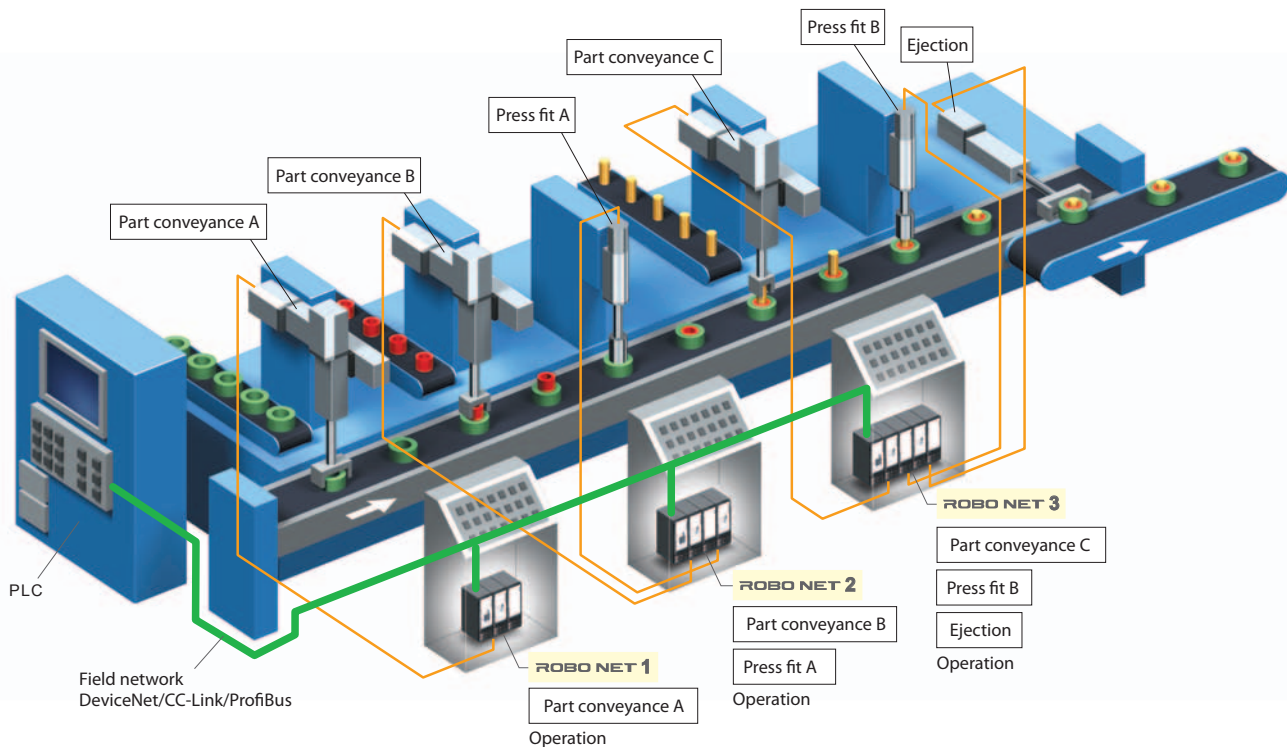 Press fit B
Ejection
Part conveyance C
Press fit A
Part conveyance B
Part conveyance A
PLC
Field network
DeviceNet/CC-Link/ProfiBus
ROBO NET 1
Part conveyance A
Operation
ROBO NET 2
Part conveyance B
Press fit A
Operation
ROBO NET 3
Part conveyance C
Press fit B
Ejection
Operation